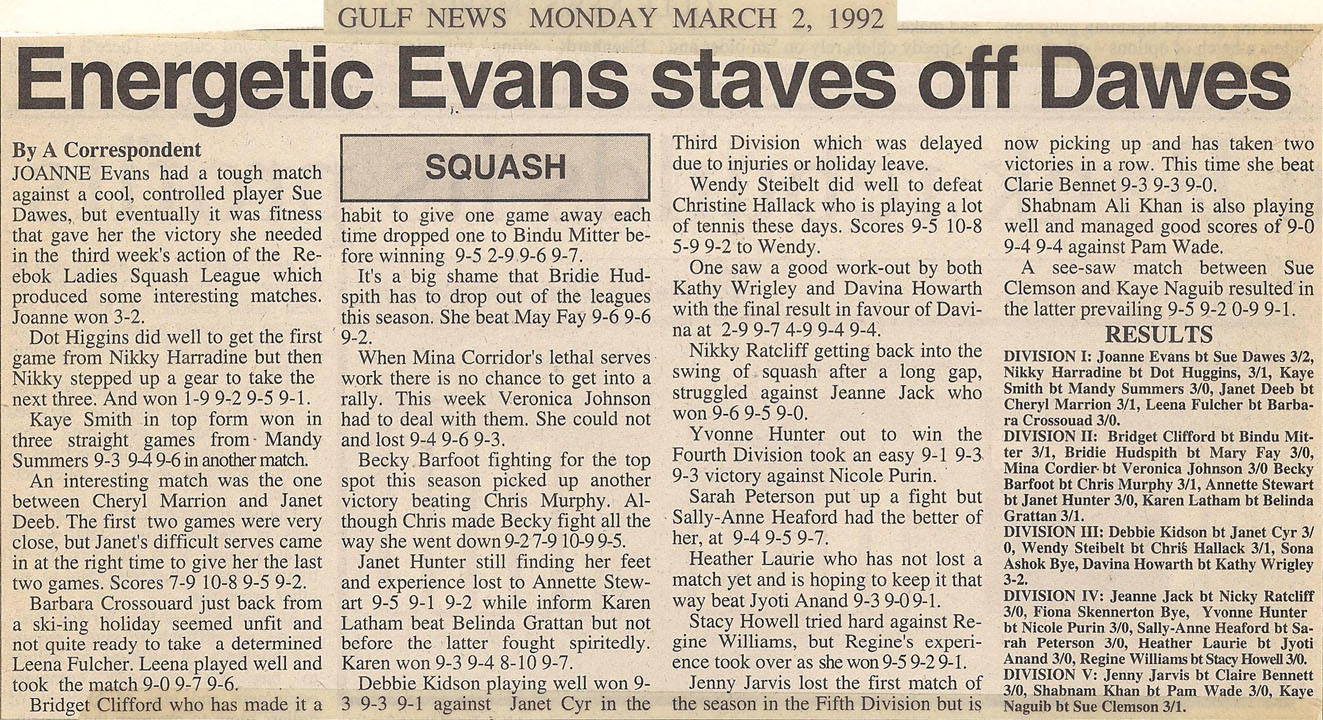 GULF NEWS MONDAY MARCH 2, 1992
Energetic Evans staves off Dawes
By A Correspondent
JOANNE Evans had a tough match
against a cool, controlled player Sue
Dawes, but eventually it was fitness
that gave her the victory she needed
in the third week's action of the Re-
ebok Ladies Squash League which
produced some interesting matches.
Joanne won 3-2.
Dot Higgins did well to get the first
game from Nikky Harradine but then
Nikky stepped up a gear to take the
next three. And won 1-9 9-2 9-5 9-1.
Kaye Smith in top form won in
three straight games from Mandy
Summers 9-3 9-4 9-6 in another match.
An interesting match was the one
between Cheryl Marrion and Janet
Deeb. The first two games were very
close, but Janet's difficult serves came
in at the right time to give her the last
two games. Scores 7-9 10-8 9-5 9-2.
Barbara Crossouard just back from
a ski-ing holiday seemed unfit and
not quite ready to take a determined
Leena Fulcher. Leena played well and
took the match 9-0 9-7 9-6.
Bridget Clifford who has made it a
SQUASH
habit to give one game away each
time dropped one to Bindu Mitter be-
fore winning 9-5 2-9 9-6 9-7.
It's a big shame that Bridie Hud-
spith has to drop out of the leagues
this season. She beat May Fay 9-6 9-6
9-2.
When Mina Corridor's lethal serves
work there is no chance to get into a
rally. This week Veronica Johnson
had to deal with them. She could not
and lost 9-4 9-6 9-3.
Becky Barfoot fighting for the top
spot this season picked up another
victory beating Chris Murphy. Al-
though Chris made Becky fight all the
way she went down 9-2 7-9 10-9 9-5.
Janet Hunter still finding her feet
and experience lost to Annette Stew-
art 9-5 9-1 9-2 while inform Karen
Latham beat Belinda Grattan but not
before the latter fought spiritedly.
Karen won 9-3 9-4 8-10 9-7.
Debbie Kidson playing well won 9-
3 9-3 9-1 against Janet Cyr in the
Third Division which was delayed
due to injuries or holiday leave.
Wendy Steibelt did well to defeat
Christine Hallack who is playing a lot
of tennis these days. Scores 9-5 10-8
5-9 9-2 to Wendy.
One saw a good work-out by both
Kathy Wrigley and Davina Howarth
with the final result in favour of Davi-
na at 2-9 9-7 4-9 9-4 9-4.
Nikky Ratcliff getting back into the
swing of squash after a long gap,
struggled against Jeanne Jack who
won 9-6 9-5 9-0.
Yvonne Hunter out to win the
Fourth Division took an easy 9-1 9-3
9-3 victory against Nicole Purin.
Sarah Peterson put up a fight but
Sally-Anne Heaford had the better of
her, at 9-4 9-5 9-7.
Heather Laurie who has not lost a
match yet and is hoping to keep it that
way beat Jyoti Anand 9-3 9-0 9-1.
Stacy Howell tried hard against Re-
gine Williams, but Regine's experi-
ence took over as she won 9-5 9-2 9-1.
Jenny Jarvis lost the first match of
the season in the Fifth Division but is
now picking up and has taken two
victories in a row. This time she beat
Clarie Bennet 9-3 9-3 9-0.
Shabnam Ali Khan is also playing
well and managed good scores of 9-0
9-4 9-4 against Pam Wade.
A see-saw match between Sue
Clemson and Kaye Naguib resulted in
the latter prevailing 9-5 9-2 0-9 9-1.
RESULTS
DIVISION I: Joanne Evans bt Sue Dawes 3/2,
Nikky Harradine bt Dot Huggins, 3/1, Kaye
Smith bt Mandy Summers 3/0, Janet Deeb bt
Cheryl Marrion 3/1, Leena Fulcher bt Barba-
ra Crossouad 3/0.
DIVISION II: Bridget Clifford bt Bindu Mit-
ter 3/1, Bridie Hudspith bt Mary Fay 3/0,
Mina Cordier bt Veronica Johnson 3/0 Becky
Barfoot bt Chris Murphy 3/1, Annette Stewart
bt Janet Hunter 3/0, Karen Latham bt Belinda
Grattan 3/1.
DIVISION III: Debbie Kidson bt Janet Cyr 3/
0, Wendy Steibelt bt Chris Hallack 3/1, Sona
Ashok Bye, Davina Howarth bt Kathy Wrigley
3-2.
DIVISION IV: Jeanne Jack bt Nicky Ratcliff
3/0, Fiona Skennerton Bye, Yvonne Hunter
bt Nicole Purin 3/0, Sally-Anne Heaford bt Sa-
rah Peterson 3/0, Heather Laurie bt Jyoti
Anand 3/0, Regine Williams bt Stacy Howell 3/0.
DIVISION V: Jenny Jarvis bt Claire Bennett
3/0, Shabnam Khan bt Pam Wade 3/0, Kaye
Naguib bt Sue Clemson 3/1.